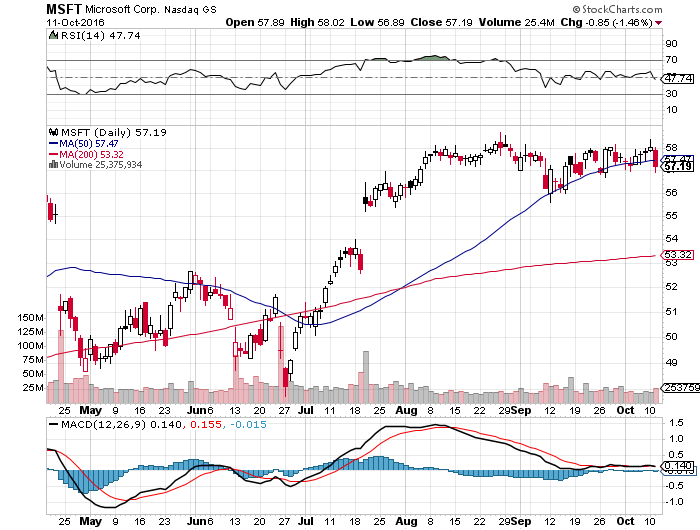 MSFT Microsoft Corp. Nasdaq GS © StockCharts.com
11-Oct-2016 Open 57.89 High 58.02 Low 56.89 Close 57.19 Volume 25.4M Chg -0.85 (-1.46%)
RSI(14) 47.74
90
70
50
47.74
30
10
MSFT (Daily) 57.19
MA(50) 57.47
MA(200) 53.32
Volume 25,375,934
58
57.47
57.19
56
55
54
53.32
53
52
51
50
49
150M
125M
100M
75M
50M
25M
253759
25 May 9 16 23 Jun 6 13 20 27 Jul 11 18 25 Aug 8 15 22 29 Sep 12 19 26 Oct 10
MACD(12,26,9) 0.140, 0.155, -0.015
1.5
1.0
0.5
0.140
-0.5
-1.0
25 May 9 16 23 Jun 6 13 20 27 Jul 11 18 25 Aug 8 15 22 29 Sep 12 19 26 Oct 10